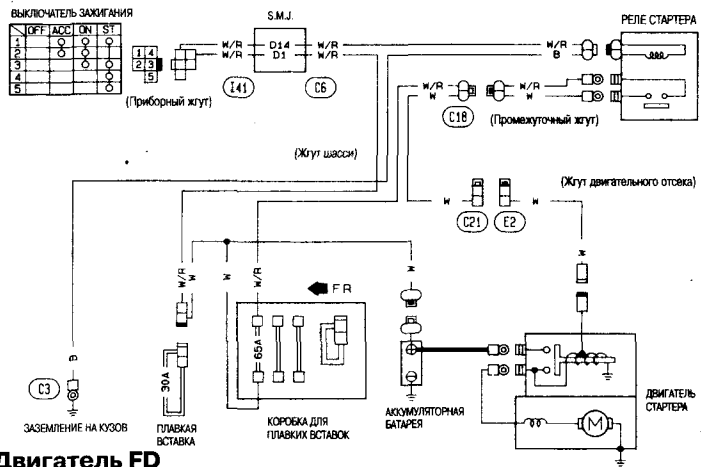 ВЫКЛЮЧАТЕЛЬ ЗАЖИГАНИЯ
OFF ACC ON ST
1
2
3
4
5
1 4
2 3
5
(Приборный жгут)
W/R
W/R
I41
S.M.J.
D14
D1
W/R
W/R
C6
РЕЛЕ СТАРТЕРА
W/R
B
W/R
W
C18
W/R
W
(Промежуточный жгут)
(Жгут шасси)
(Жгут двигательного отсека)
W
C21
E2
W
W
W/R
W
W
W/R
W
FR
B
C3
30A
65A
M
ЗАЗЕМЛЕНИЕ НА КУЗОВ
ПЛАВКАЯ
ВСТАВКА
КОРОБКА ДЛЯ
ПЛАВКИХ ВСТАВОК
АККУМУЛЯТОРНАЯ
БАТАРЕЯ
ДВИГАТЕЛЬ
СТАРТЕРА
Двигатель FD